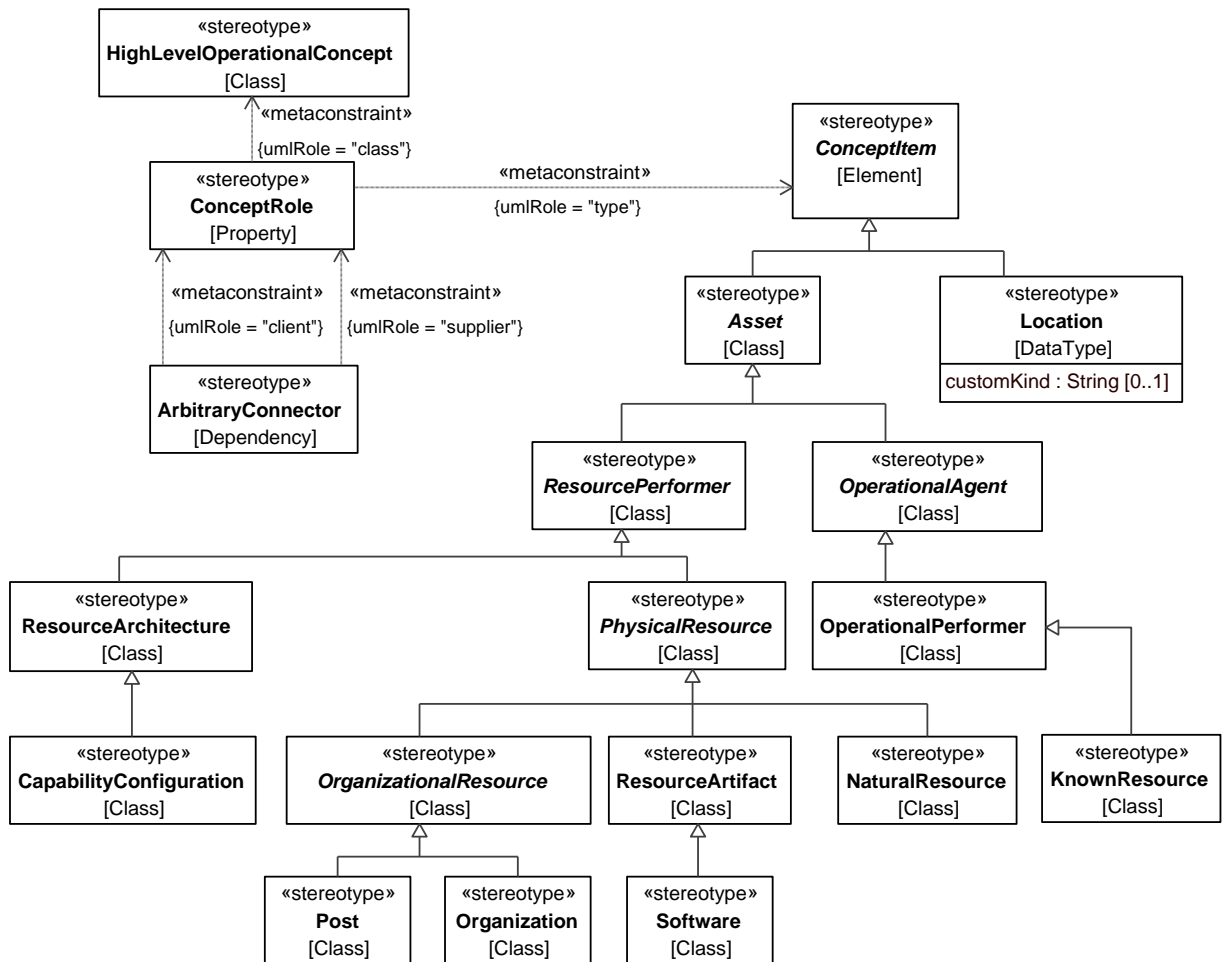 «stereotype»
HighLevelOperationalConcept
[Class]
«metaconstraint»
{umlRole = "class"}
«stereotype»
ConceptRole
[Property]
«metaconstraint»
{umlRole = "type"}
«stereotype»
ConceptItem
[Element]
«metaconstraint»
{umlRole = "client"}
«metaconstraint»
{umlRole = "supplier"}
«stereotype»
ArbitraryConnector
[Dependency]
«stereotype»
Asset
[Class]
«stereotype»
Location
[DataType]
customKind : String [0..1]
«stereotype»
ResourcePerformer
[Class]
«stereotype»
OperationalAgent
[Class]
«stereotype»
ResourceArchitecture
[Class]
«stereotype»
PhysicalResource
[Class]
«stereotype»
OperationalPerformer
[Class]
«stereotype»
CapabilityConfiguration
[Class]
«stereotype»
OrganizationalResource
[Class]
«stereotype»
ResourceArtifact
[Class]
«stereotype»
NaturalResource
[Class]
«stereotype»
KnownResource
[Class]
«stereotype»
Post
[Class]
«stereotype»
Organization
[Class]
«stereotype»
Software
[Class]